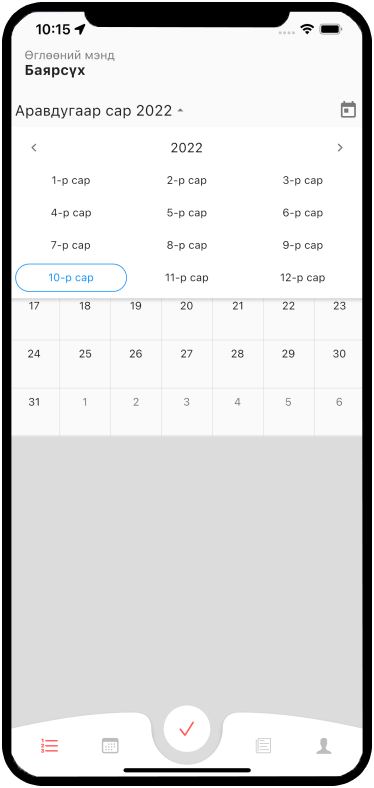 10:15
Өглөөний мэнд
Баярсүх
Аравдугаар сар 2022
2022
1-р сар 2-р сар 3-р сар
4-р сар 5-р сар 6-р сар
7-р сар 8-р сар 9-р сар
10-р сар 11-р сар 12-р сар
17 18 19 20 21 22 23
24 25 26 27 28 29 30
31 1 2 3 4 5 6